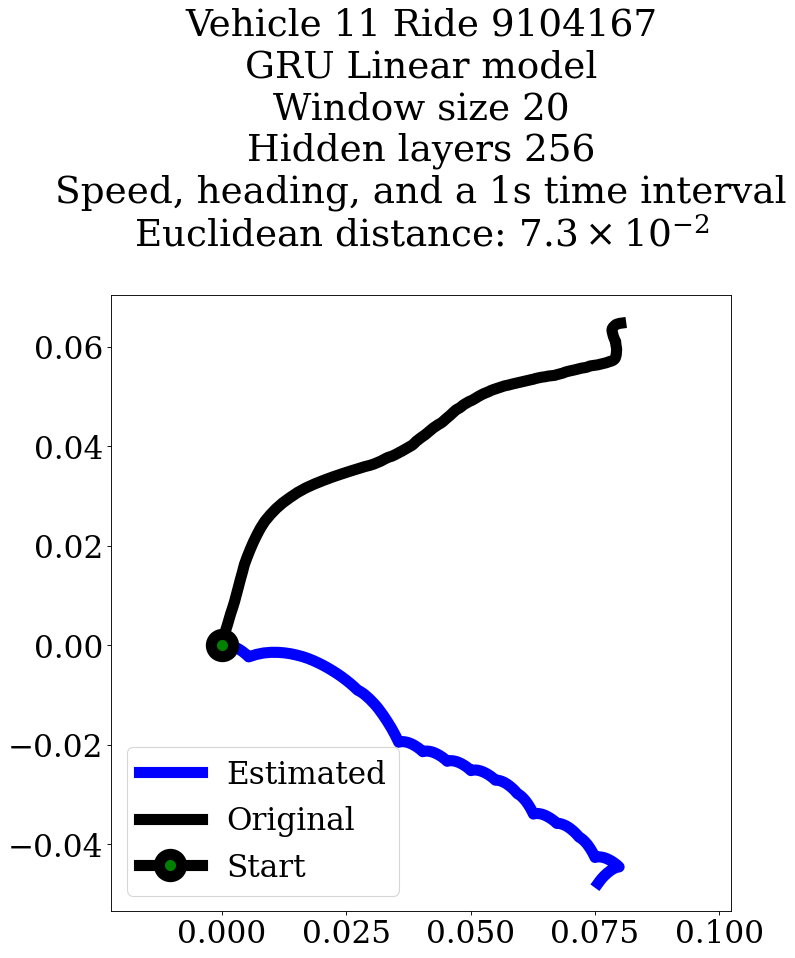 Vehicle 11 Ride 9104167
GRU Linear model
Window size 20
Hidden layers 256
Speed, heading, and a 1s time interval
Euclidean distance: 7.3 × 10⁻²
0.06
0.04
0.02
0.00
−0.02
−0.04
Estimated
Original
Start
0.000 0.025 0.050 0.075 0.100